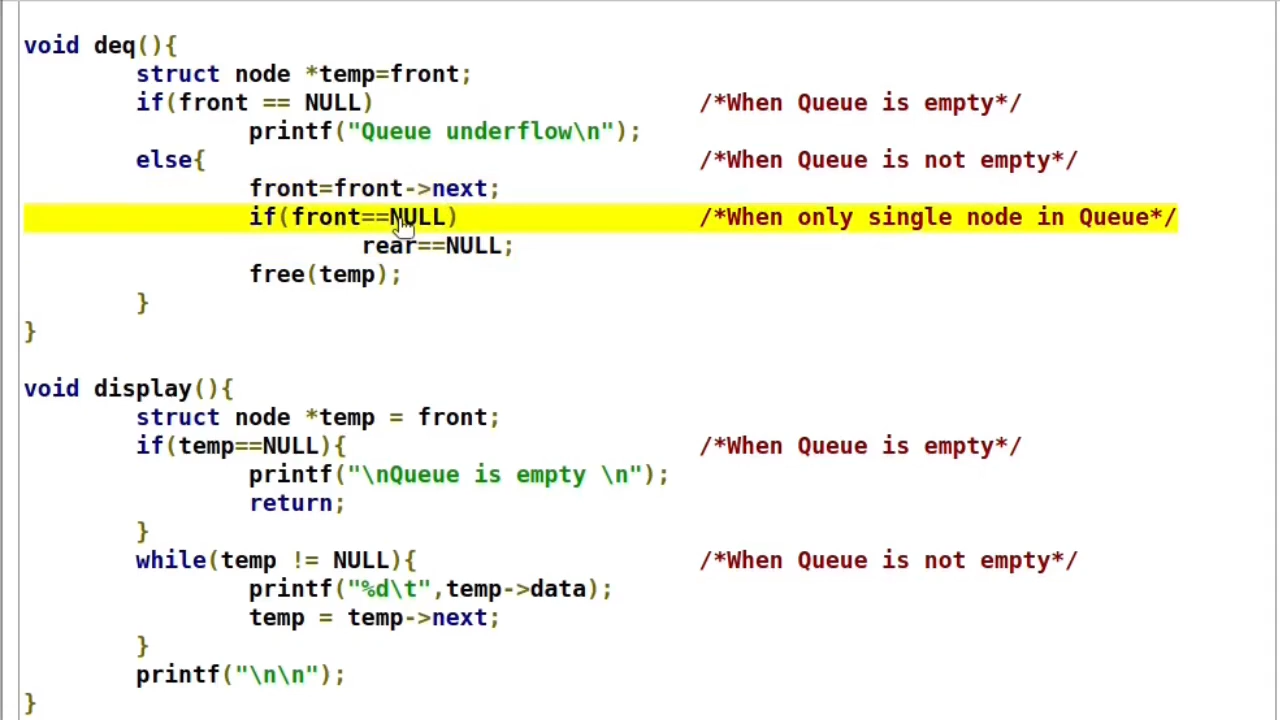 void deq(){
struct node *temp=front;
if(front == NULL) /*When Queue is empty*/
printf("Queue underflow\n");
else{ /*When Queue is not empty*/
front=front->next;
if(front==NULL) /*When only single node in Queue*/
rear==NULL;
free(temp);
}
}
void display(){
struct node *temp = front;
if(temp==NULL){ /*When Queue is empty*/
printf("\nQueue is empty \n");
return;
}
while(temp != NULL){ /*When Queue is not empty*/
printf("%d\t",temp->data);
temp = temp->next;
}
printf("\n\n");
}